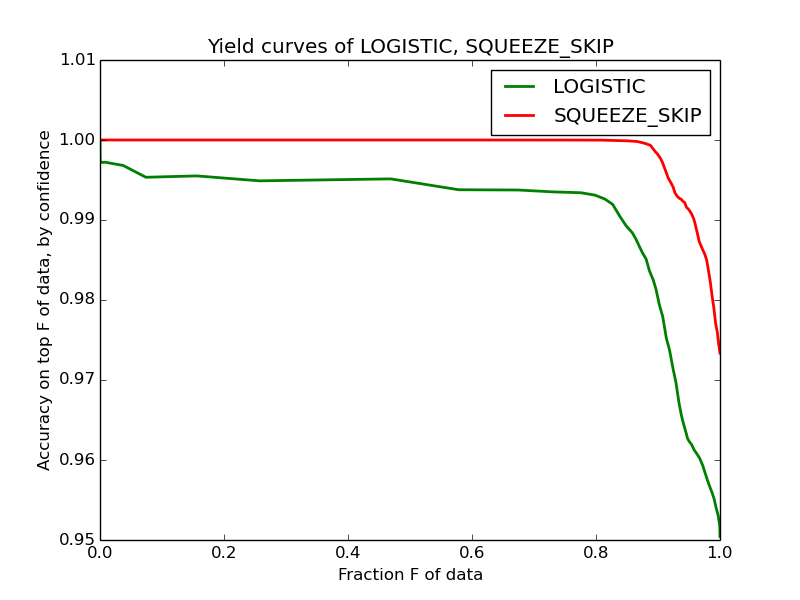 Yield curves of LOGISTIC, SQUEEZE_SKIP
1.01
1.00
0.99
0.98
0.97
0.96
0.95
Accuracy on top F of data, by confidence
LOGISTIC
SQUEEZE_SKIP
0.0 0.2 0.4 0.6 0.8 1.0
Fraction F of data